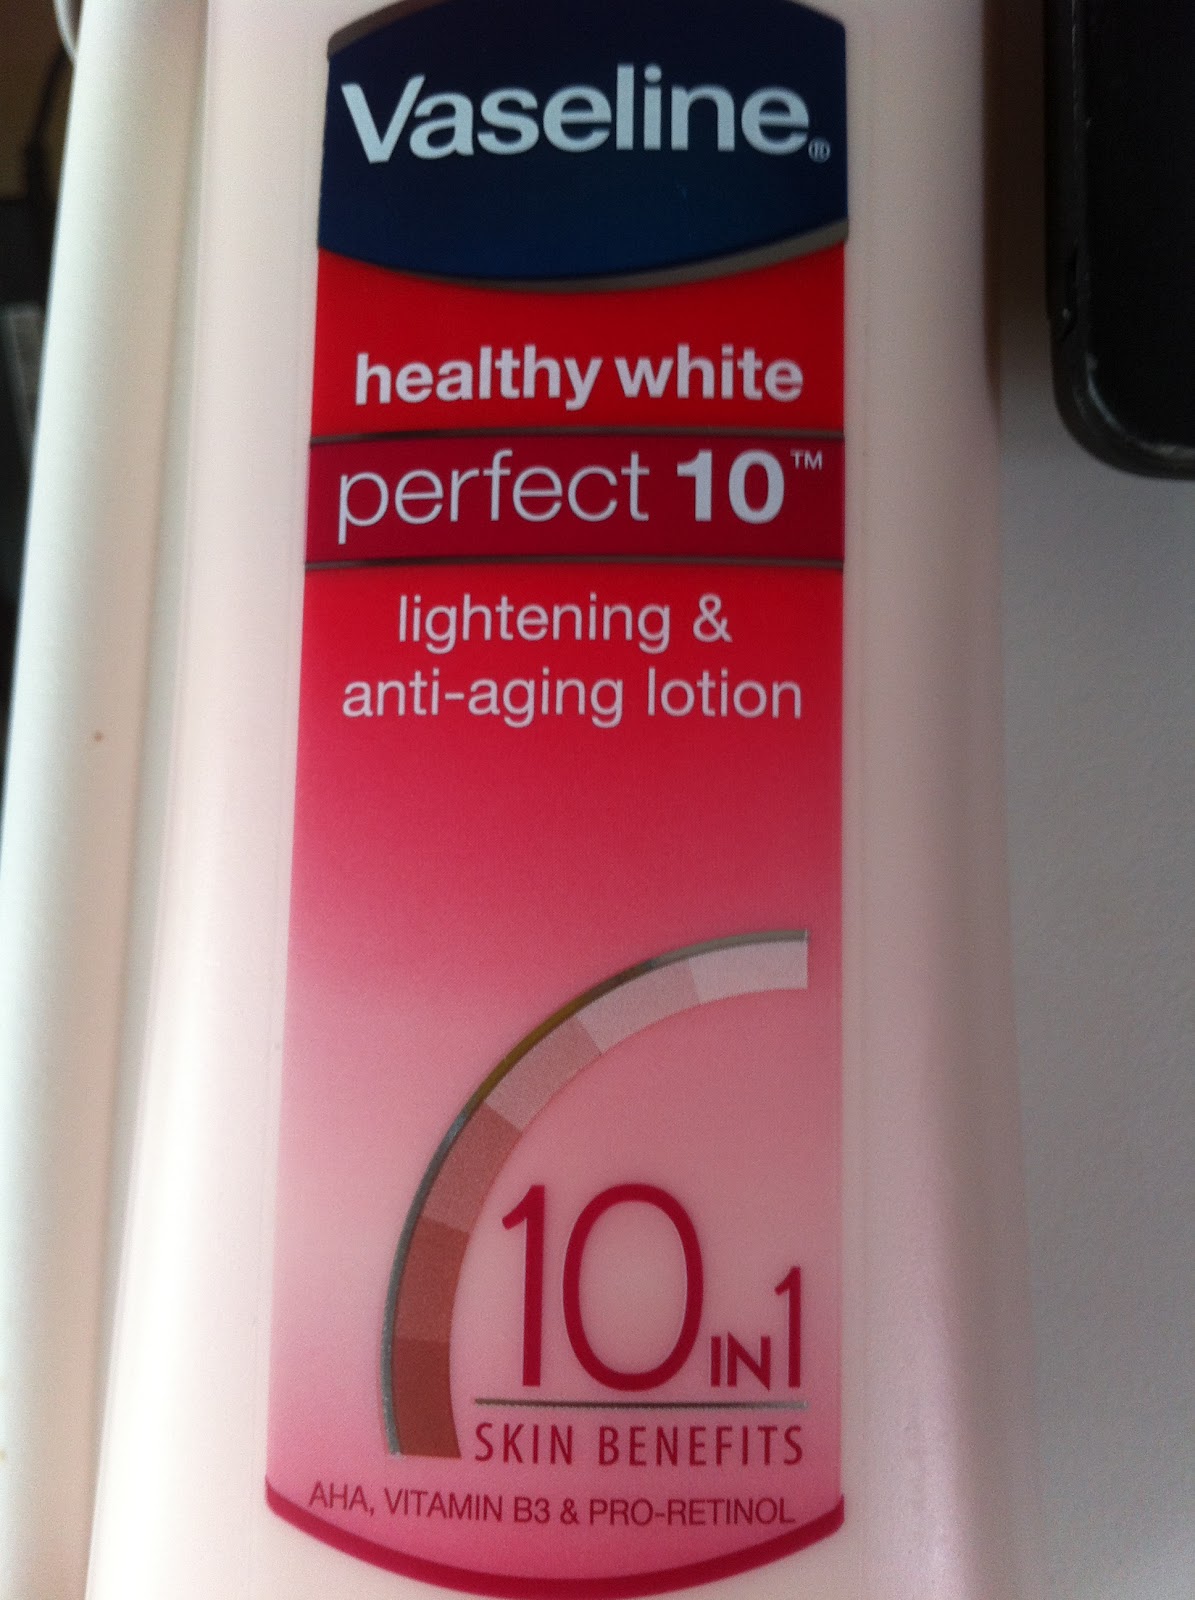 Vaseline®
healthy white
perfect 10™
lightening &
anti-aging lotion
10 IN 1
SKIN BENEFITS
AHA, VITAMIN B3 & PRO-RETINOL